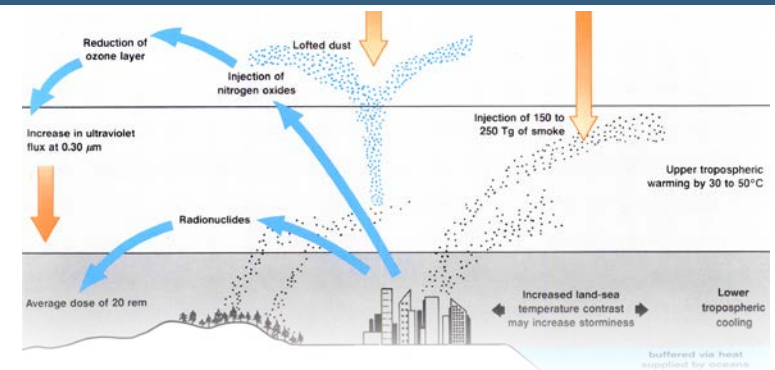 Reduction of
ozone layer
Lofted dust
Injection of
nitrogen oxides
Injection of 150 to
250 Tg of smoke
Increase in ultraviolet
flux at 0.30 μm
Upper tropospheric
warming by 30 to 50°C
Radionuclides
Average dose of 20 rem
Increased land-sea
temperature contrast
may increase storminess
Lower
tropospheric
cooling
buffered via heat
supplied by oceans